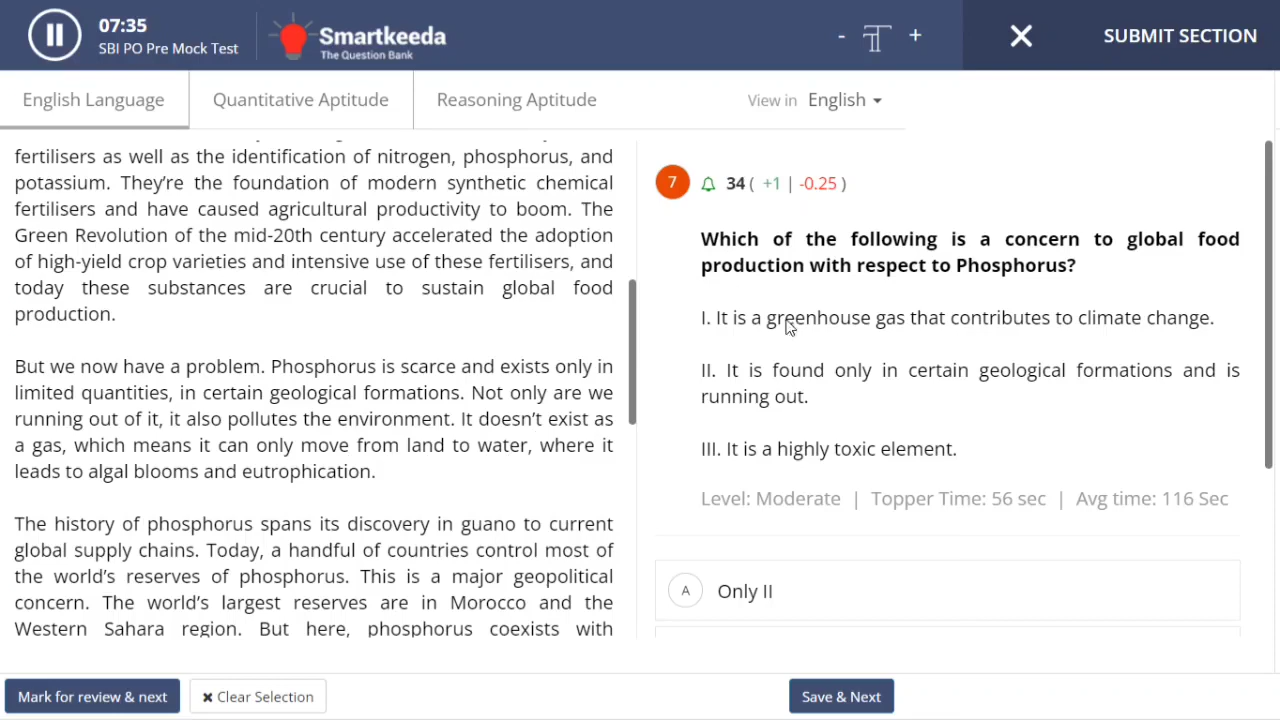 07:35
SBI PO Pre Mock Test
Smartkeeda
The Question Bank
- T +
SUBMIT SECTION
English Language
Quantitative Aptitude
Reasoning Aptitude
View in English
fertilisers as well as the identification of nitrogen, phosphorus, and
potassium. They’re the foundation of modern synthetic chemical
fertilisers and have caused agricultural productivity to boom. The
Green Revolution of the mid-20th century accelerated the adoption
of high-yield crop varieties and intensive use of these fertilisers, and
today these substances are crucial to sustain global food
production.
But we now have a problem. Phosphorus is scarce and exists only in
limited quantities, in certain geological formations. Not only are we
running out of it, it also pollutes the environment. It doesn’t exist as
a gas, which means it can only move from land to water, where it
leads to algal blooms and eutrophication.
The history of phosphorus spans its discovery in guano to current
global supply chains. Today, a handful of countries control most of
the world’s reserves of phosphorus. This is a major geopolitical
concern. The world’s largest reserves are in Morocco and the
Western Sahara region. But here, phosphorus coexists with
7 34 ( +1 | -0.25 )
Which of the following is a concern to global food
production with respect to Phosphorus?
I. It is a greenhouse gas that contributes to climate change.
II. It is found only in certain geological formations and is
running out.
III. It is a highly toxic element.
Level: Moderate | Topper Time: 56 sec | Avg time: 116 Sec
A Only II
Mark for review & next
Clear Selection
Save & Next